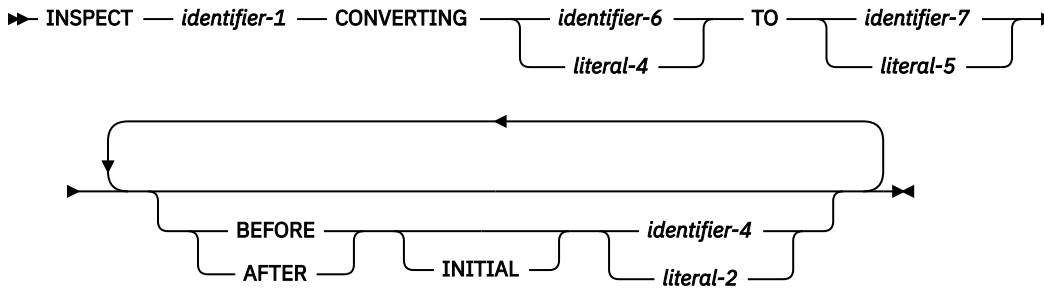 INSPECT identifier-1 CONVERTING identifier-6 TO identifier-7
literal-4 literal-5
BEFORE identifier-4
AFTER INITIAL literal-2